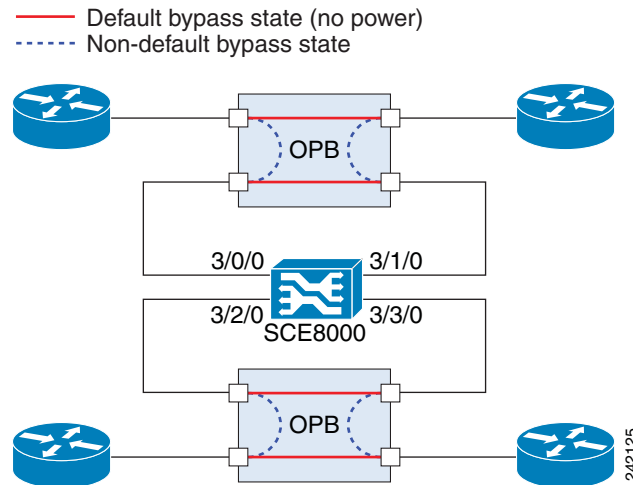 Default bypass state (no power)
Non-default bypass state
OPB
3/0/0
3/1/0
3/2/0
3/3/0
SCE8000
OPB
242125